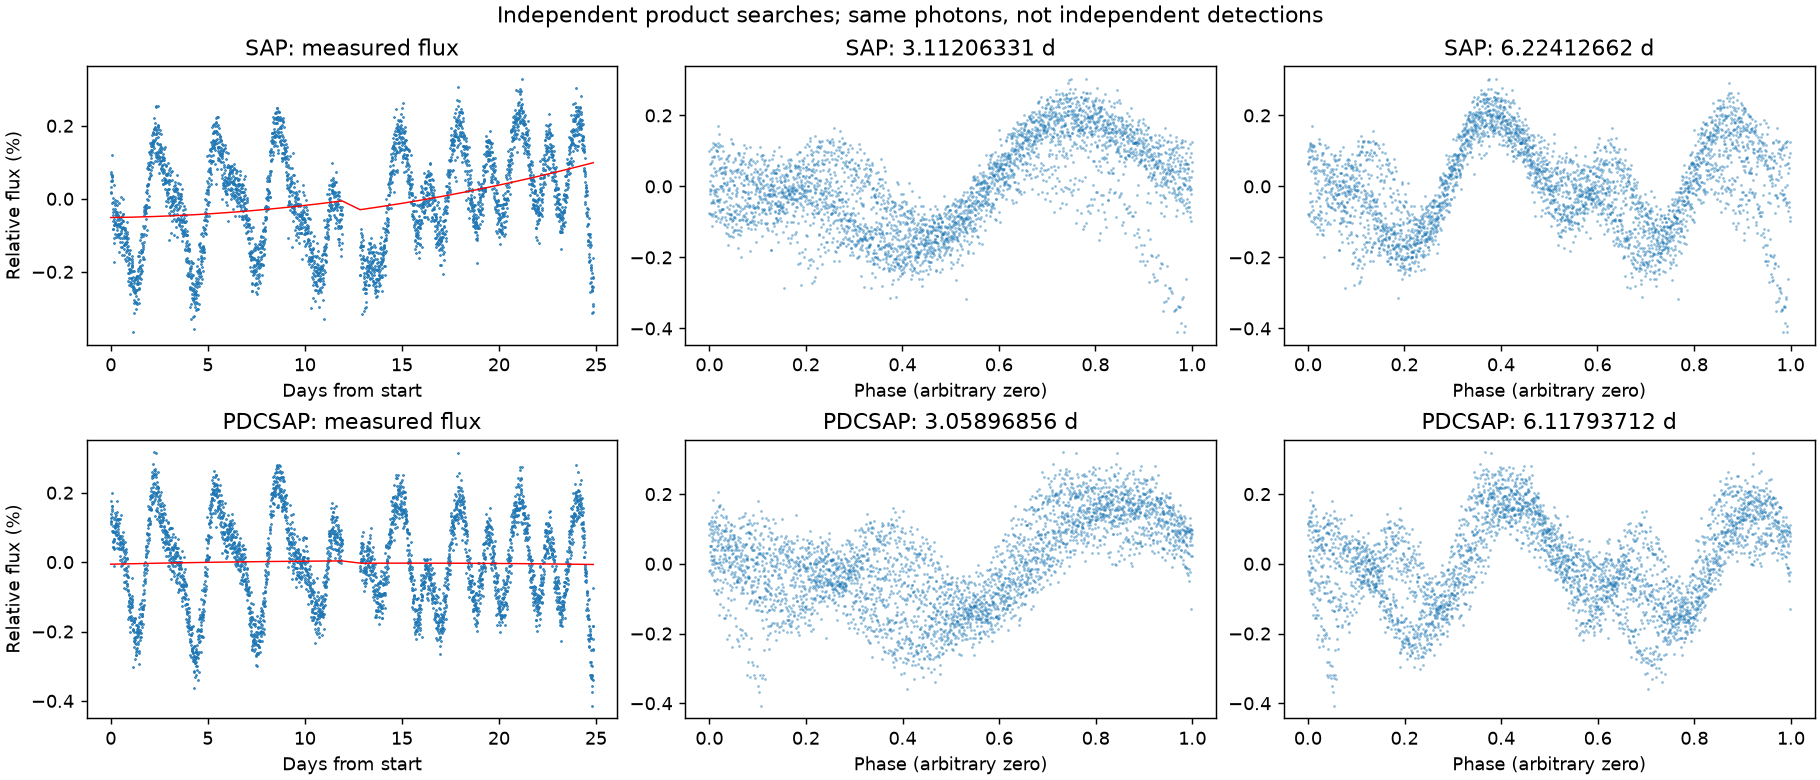 Independent product searches; same photons, not independent detections
SAP: measured flux
SAP: 3.11206331 d
SAP: 6.22412662 d
Relative flux (%)
0.2
0.0
−0.2
0 5 10 15 20 25
Days from start
0.2
0.0
−0.2
−0.4
0.0 0.2 0.4 0.6 0.8 1.0
Phase (arbitrary zero)
0.2
0.0
−0.2
−0.4
0.0 0.2 0.4 0.6 0.8 1.0
Phase (arbitrary zero)
PDCSAP: measured flux
PDCSAP: 3.05896856 d
PDCSAP: 6.11793712 d
Relative flux (%)
0.2
0.0
−0.2
−0.4
0 5 10 15 20 25
Days from start
0.2
0.0
−0.2
−0.4
0.0 0.2 0.4 0.6 0.8 1.0
Phase (arbitrary zero)
0.2
0.0
−0.2
−0.4
0.0 0.2 0.4 0.6 0.8 1.0
Phase (arbitrary zero)